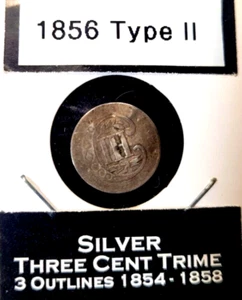 1856 Type II
SILVER
THREE CENT TRIME
3 OUTLINES 1854 - 1858